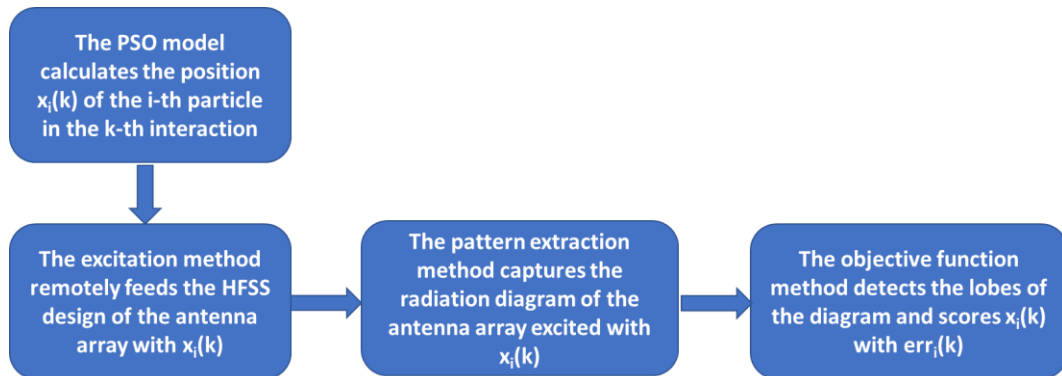 The PSO model
calculates the position
xᵢ(k) of the i-th particle
in the k-th interaction
The excitation method
remotely feeds the HFSS
design of the antenna
array with xᵢ(k)
The pattern extraction
method captures the
radiation diagram of the
antenna array excited with
xᵢ(k)
The objective function
method detects the lobes
of the diagram and scores xᵢ(k)
with errᵢ(k)